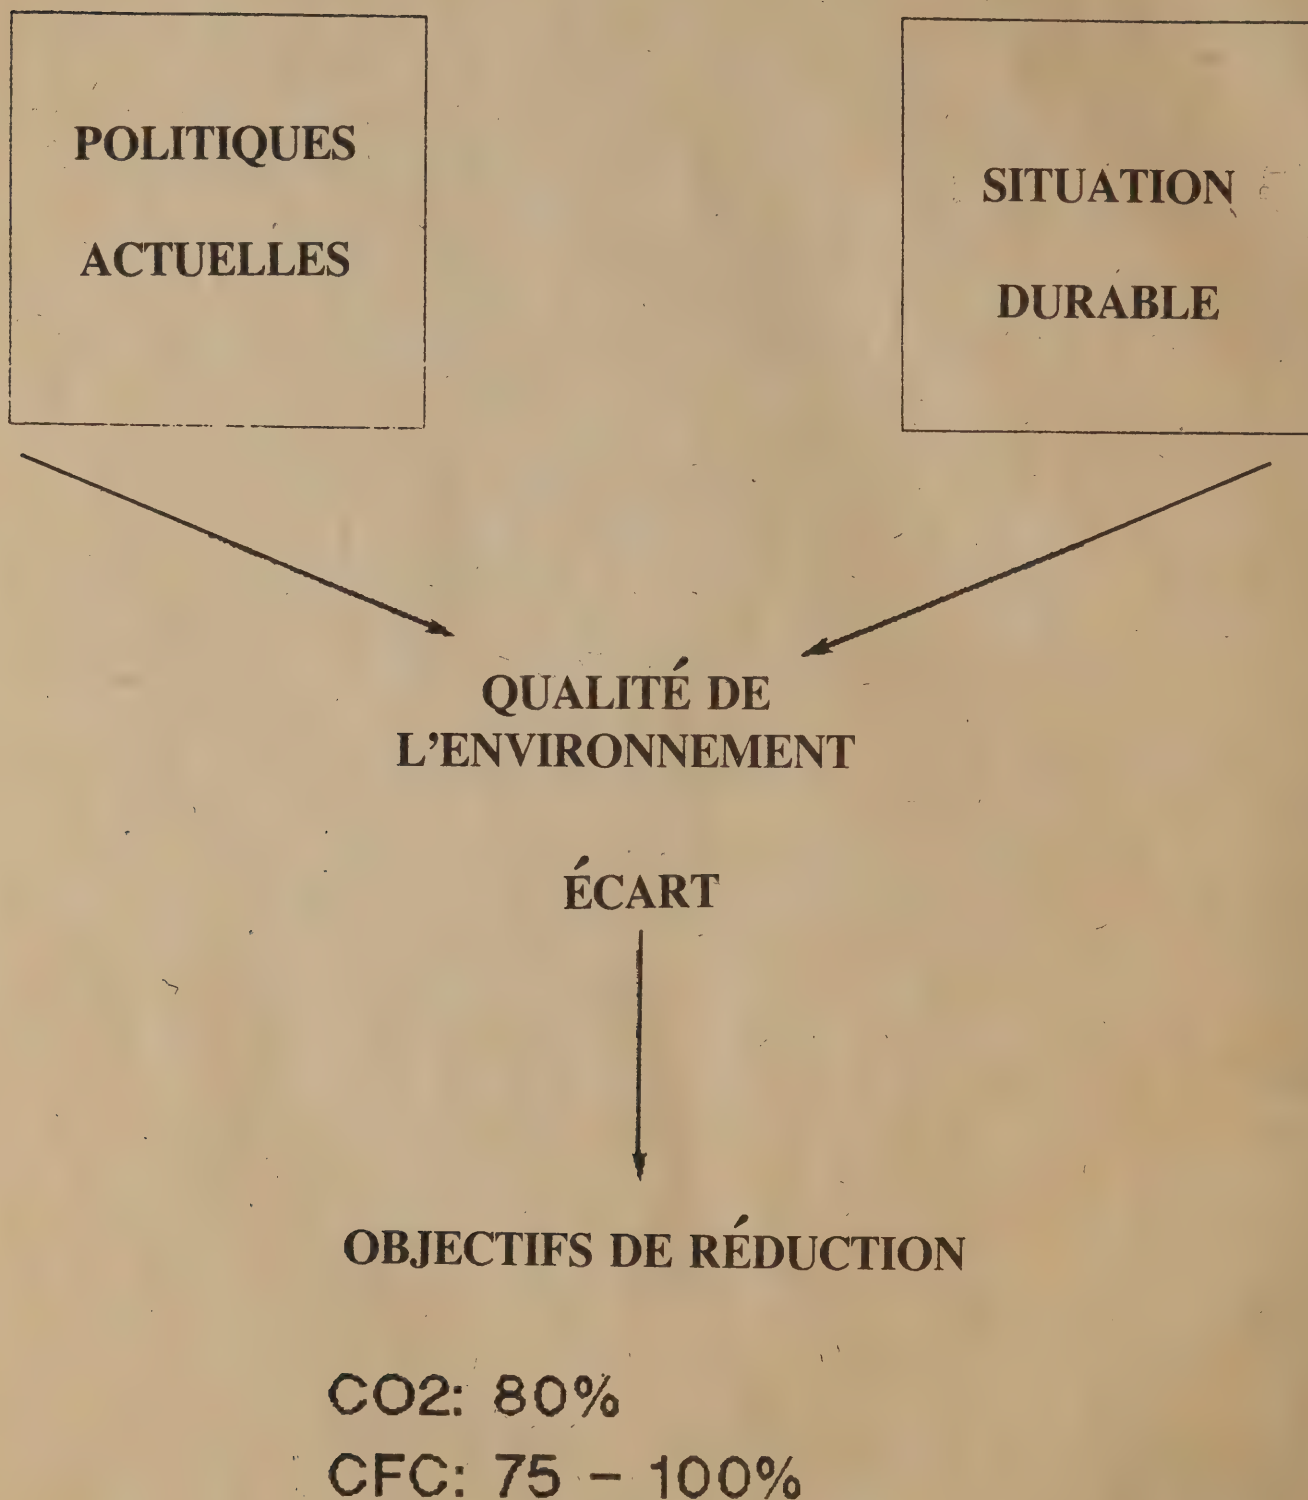 POLITIQUES
ACTUELLES
SITUATION
DURABLE
QUALITÉ DE
L'ENVIRONNEMENT
ÉCART
OBJECTIFS DE RÉDUCTION
CO2: 80%
CFC: 75 – 100%